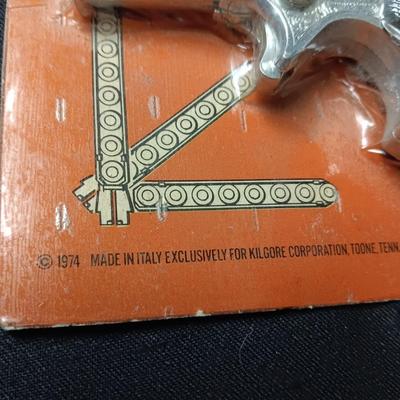 © 1974 MADE IN ITALY EXCLUSIVELY FOR KILGORE CORPORATION, TOONE, TENN.